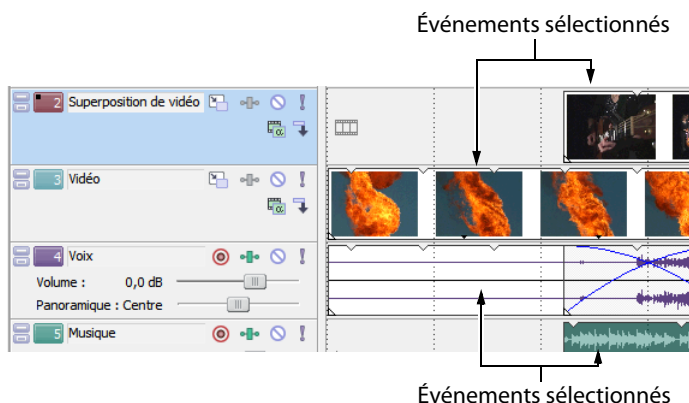 Événements sélectionnés
2 Superposition de vidéo
3 Vidéo
4 Voix
Volume : 0,0 dB
Panoramique : Centre
5 Musique
Événements sélectionnés